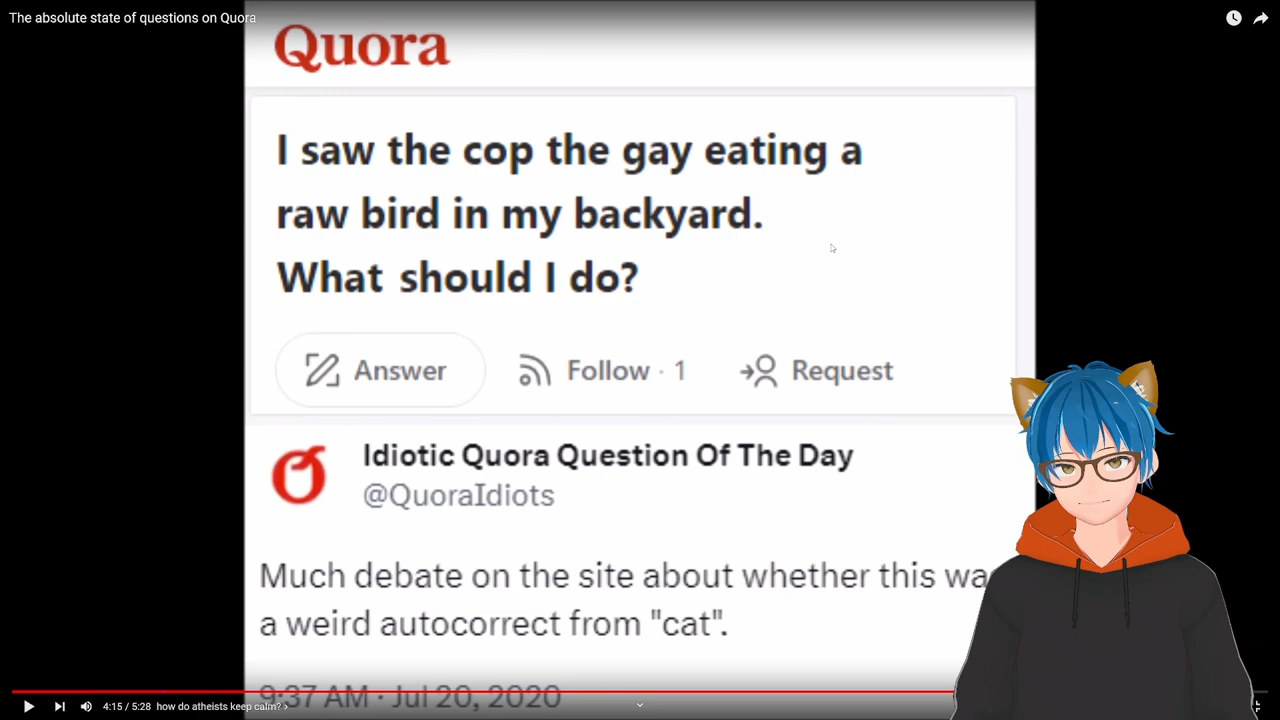 The absolute state of questions on Quora
Quora
I saw the cop the gay eating a
raw bird in my backyard.
What should I do?
Answer
Follow · 1
Request
Idiotic Quora Question Of The Day
@QuoraIdiots
Much debate on the site about whether this
a weird autocorrect from "cat".
9:37 AM · Jul 20, 2020
4:15 / 5:28 how do atheists keep calm? ›